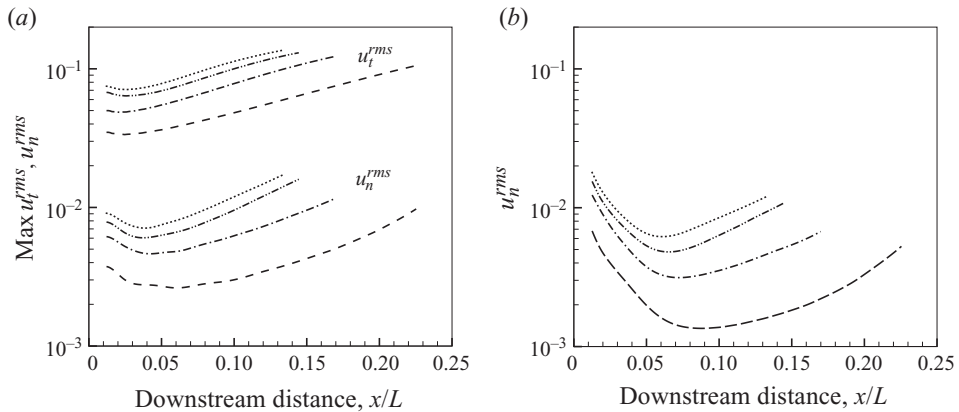 (a)
10⁻¹
10⁻²
10⁻³
Max u_t^{rms}, u_n^{rms}
u_t^{rms}
u_n^{rms}
0 0.05 0.10 0.15 0.20 0.25
Downstream distance, x/L
(b)
10⁻¹
10⁻²
10⁻³
u_n^{rms}
0 0.05 0.10 0.15 0.20 0.25
Downstream distance, x/L